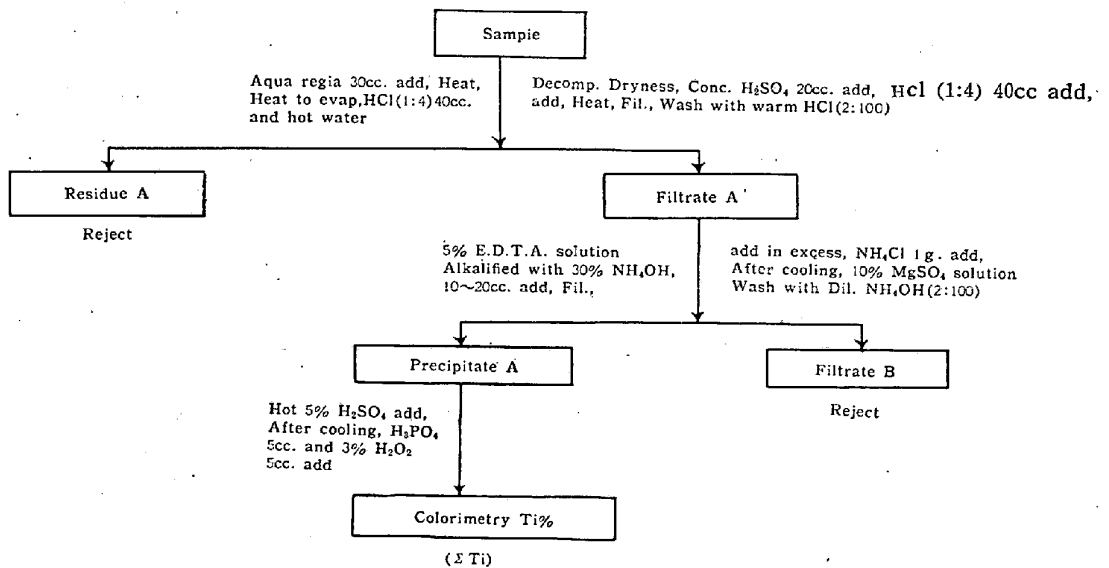 Sampie
Aqua regia 30cc. add, Heat,
Heat to evap,HCl(1:4)40cc.
and hot water
Decomp. Dryness, Conc. H₂SO₄ 20cc. add, HCl (1:4) 40cc add,
add, Heat, Fil., Wash with warm HCl(2:100)
Residue A
Reject
Filtrate A
5% E.D.T.A. solution
Alkalified with 30% NH₄OH,
10~20cc. add, Fil.,
add in excess, NH₄Cl 1g. add,
After cooling, 10% MgSO₄ solution
Wash with Dil. NH₄OH(2:100)
Precipitate A
Filtrate B
Reject
Hot 5% H₂SO₄ add,
After cooling, H₃PO₄
5cc. and 3% H₂O₂
5cc. add
Colorimetry Ti%
(Σ Ti)